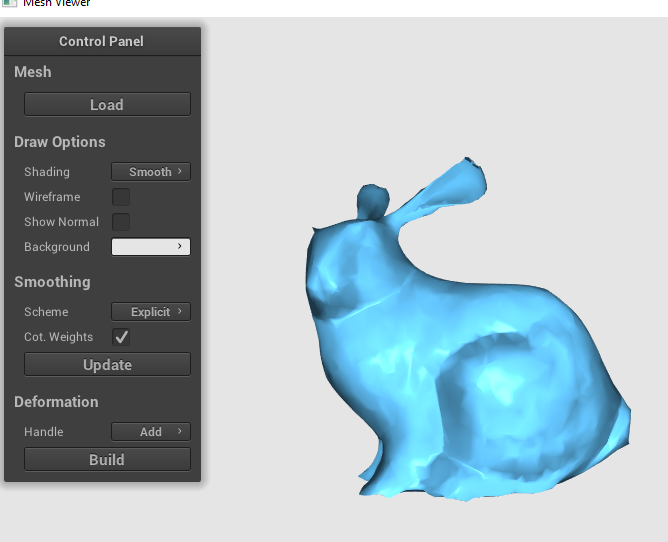 Mesh Viewer
Control Panel
Mesh
Load
Draw Options
Shading Smooth ›
Wireframe
Show Normal
Background ›
Smoothing
Scheme Explicit ›
Cot. Weights
Update
Deformation
Handle Add ›
Build